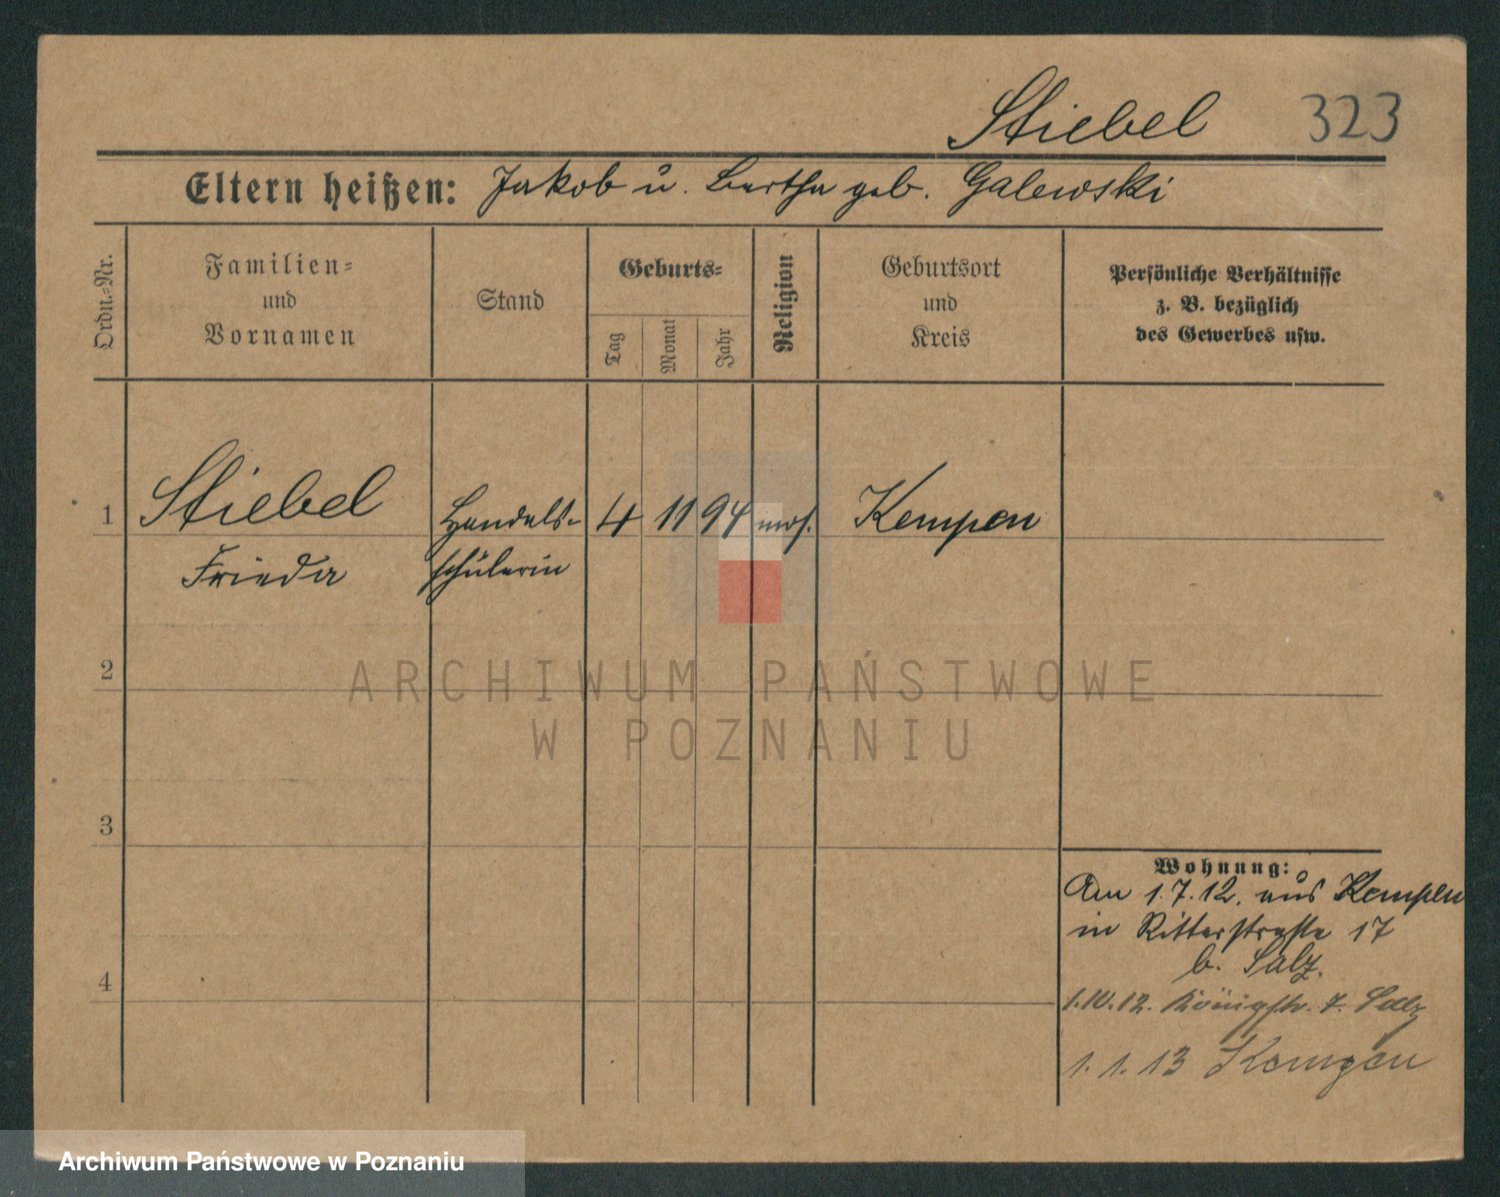 Stiebel 323
Eltern heißen: Jakob u. Bertha geb. Galewski
Ordn.-Nr.
Familien-
und
Vornamen
Stand
Geburts-
Tag
Monat
Jahr
Religion
Geburtsort
und
Kreis
Persönliche Verhältnisse
z. B. bezüglich
des Gewerbes usw.
1 Stiebel Handels- 4 11 94 mos. Kempen
Frieda schülerin
2
3
4
Wohnung:
Am 1.7.12. aus Kempen
in Ritterstraße 17
b. Salz.
1.10.12. Königstr. 7. Salz
1.1.13 Kempen
ARCHIWUM PAŃSTWOWE
W POZNANIU
Archiwum Państwowe w Poznaniu